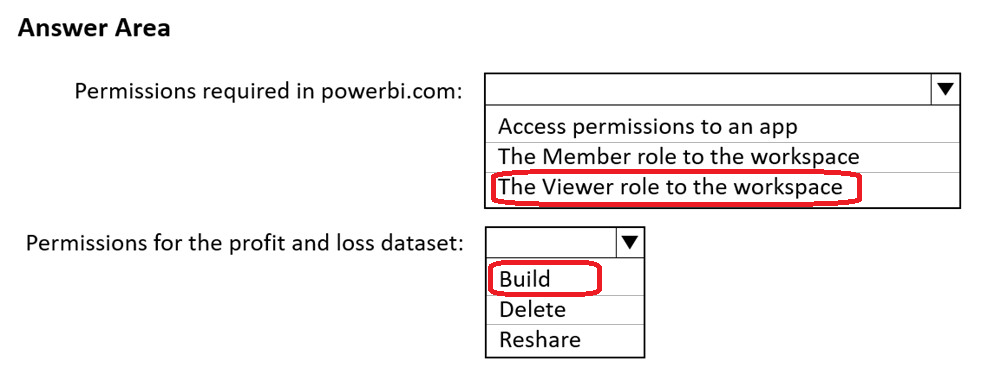 Answer Area
Permissions required in powerbi.com:
Access permissions to an app
The Member role to the workspace
The Viewer role to the workspace
Permissions for the profit and loss dataset:
Build
Delete
Reshare